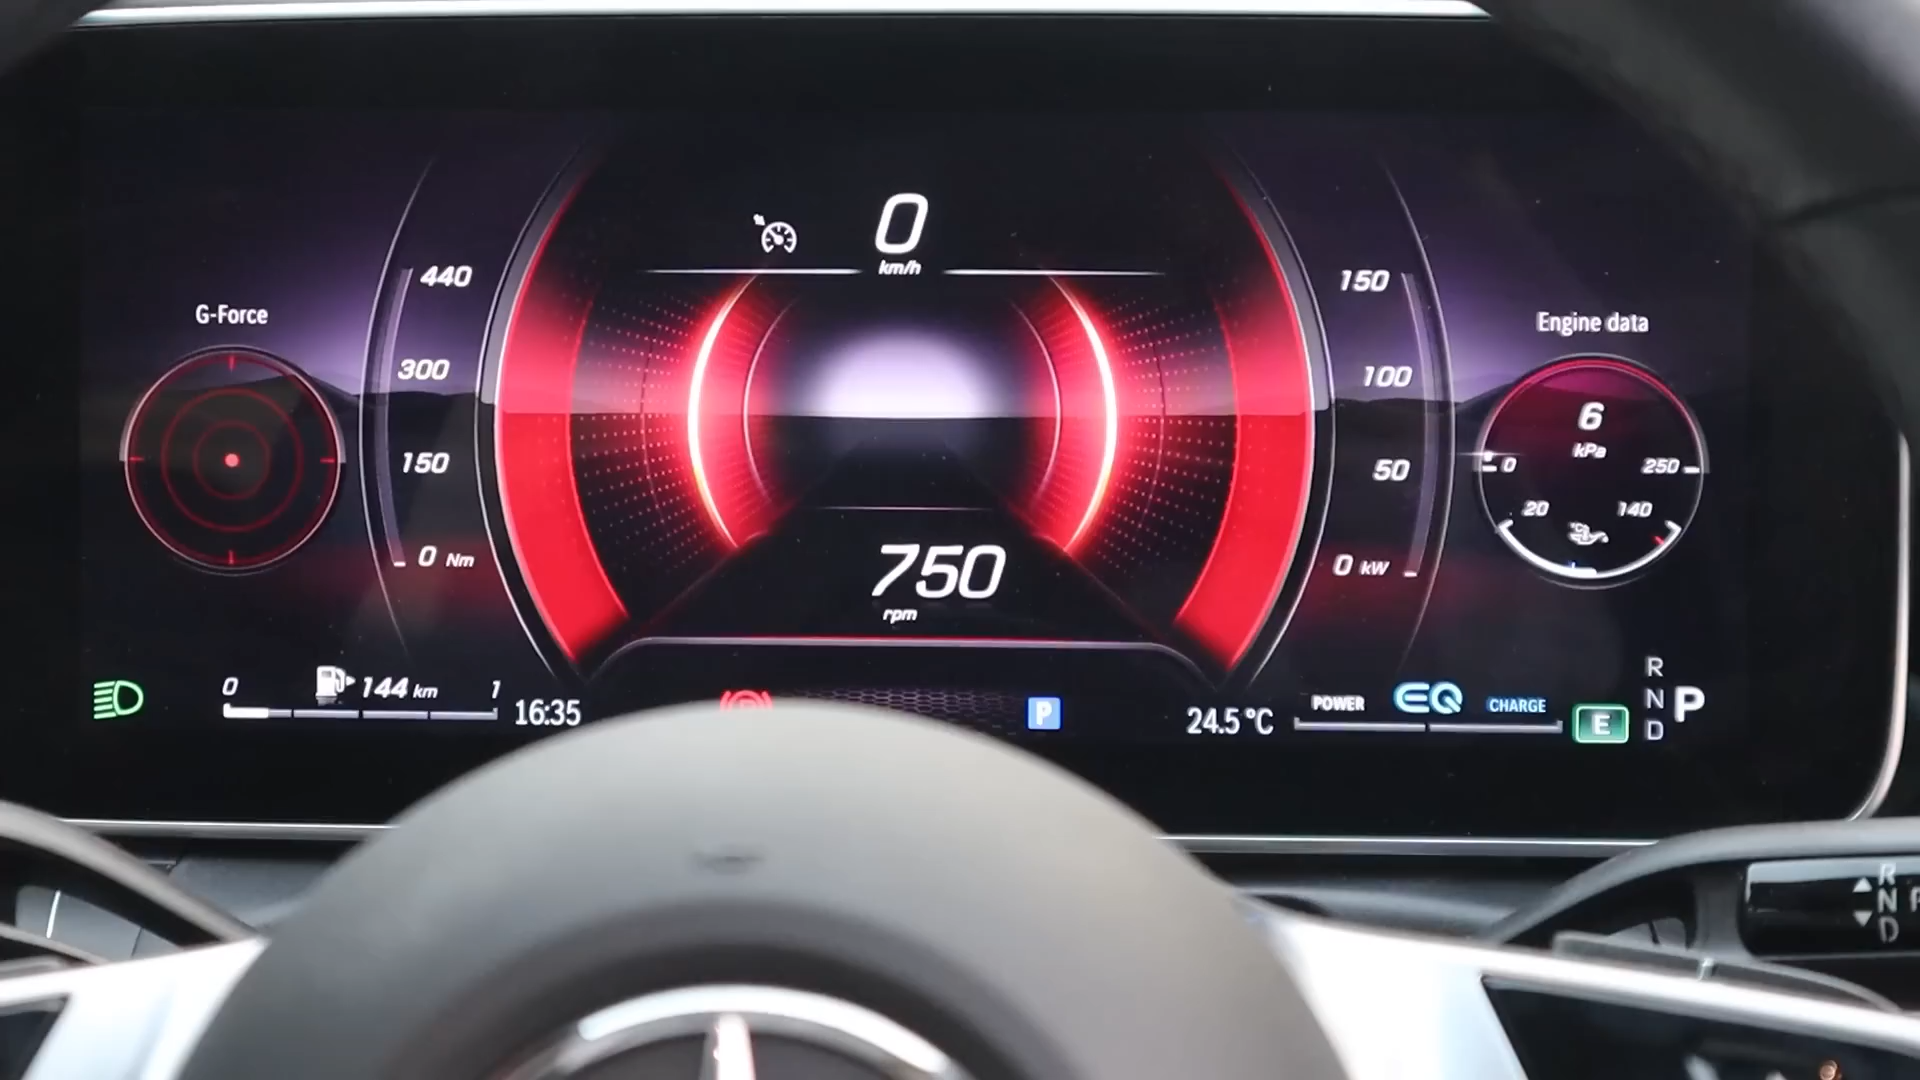 0
km/h
G-Force
440
300
150
0 Nm
150
100
50
0 kW
Engine data
6
kPa
0
250
20
140
°C
750
rpm
0
144 km
1
16:35
P
24.5 °C
POWER
EQ
CHARGE
E
R
N
D
P
R
N
D
P